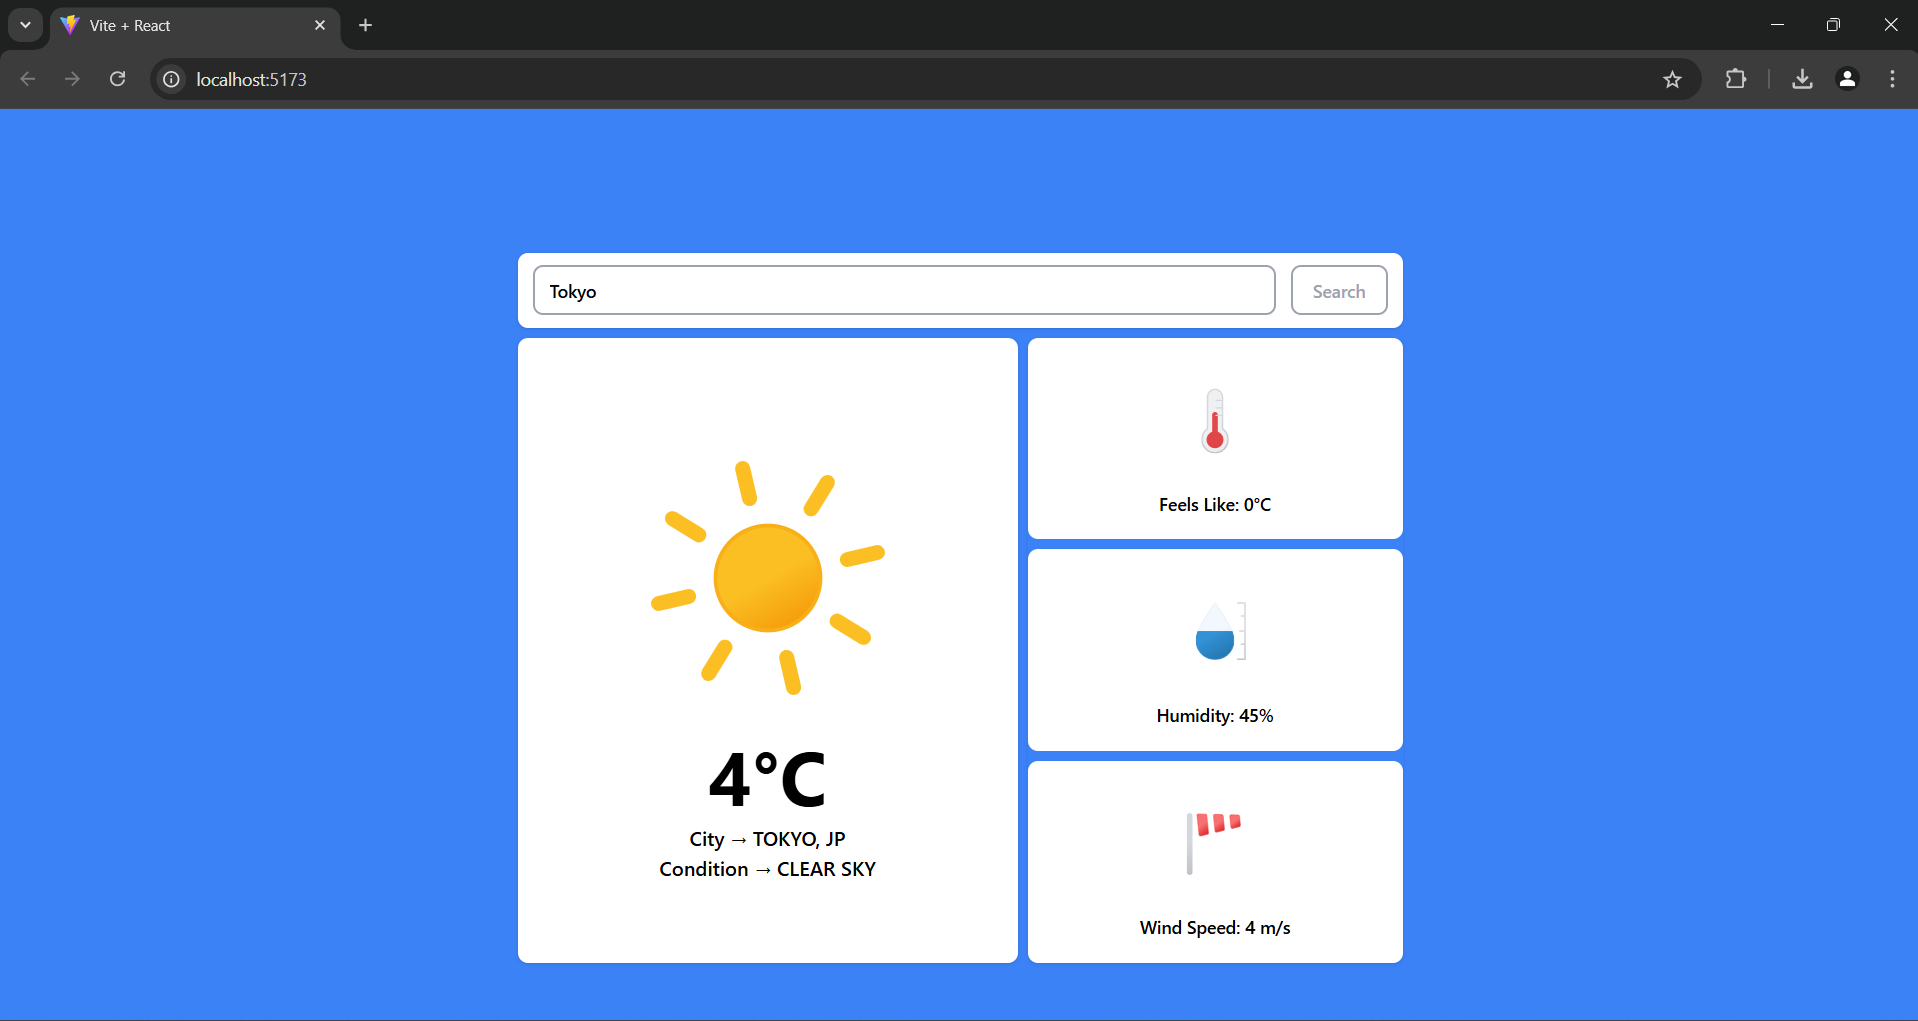 Vite + React
localhost:5173
Tokyo
Search
4°C
City → TOKYO, JP
Condition → CLEAR SKY
Feels Like: 0°C
Humidity: 45%
Wind Speed: 4 m/s